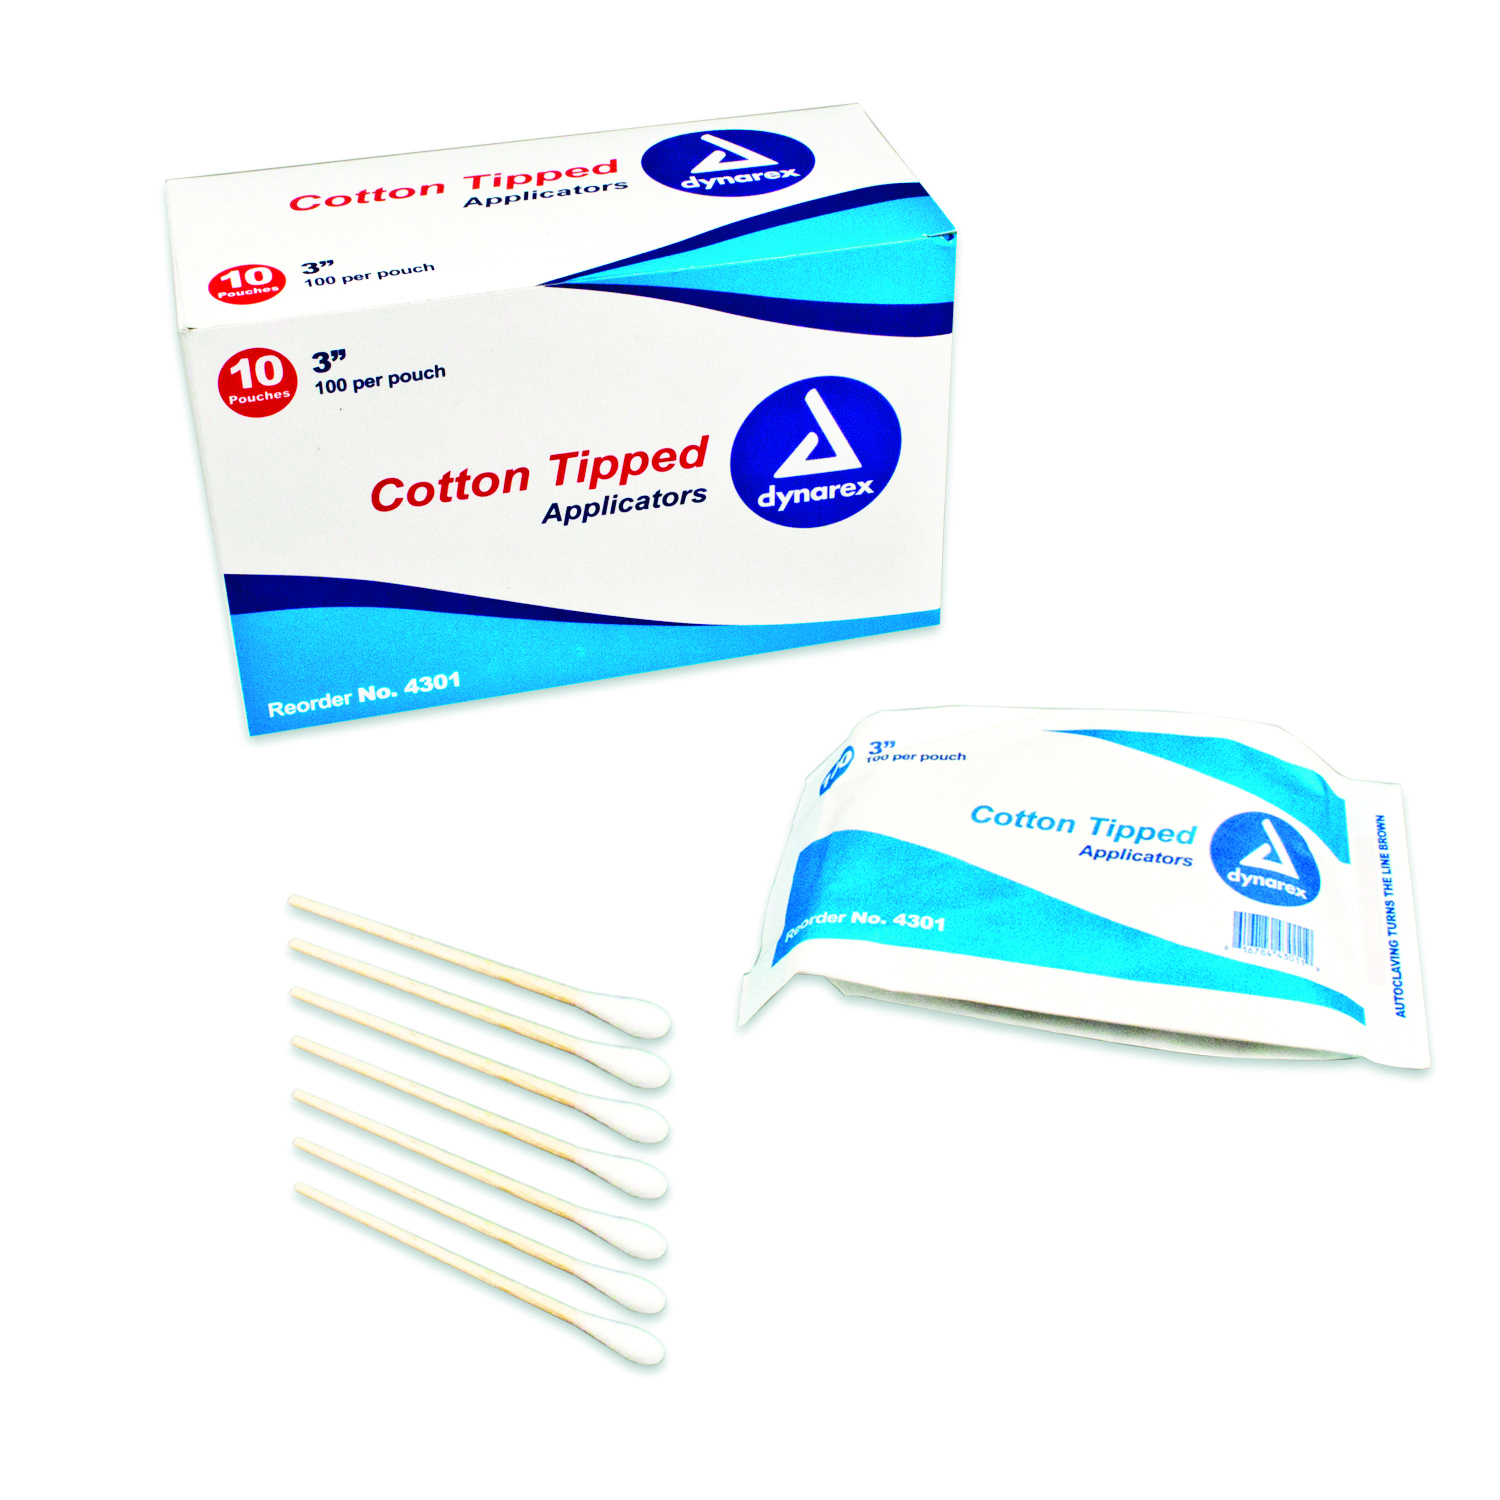 Cotton Tipped
Applicators
dynarex
10
Pouches
3”
100 per pouch
10
Pouches
3”
100 per pouch
Cotton Tipped
Applicators
dynarex
Reorder No. 4301
3”
100 per pouch
Cotton Tipped
Applicators
dynarex
Reorder No. 4301
AUTOCLAVING TURNS THE LINE BROWN